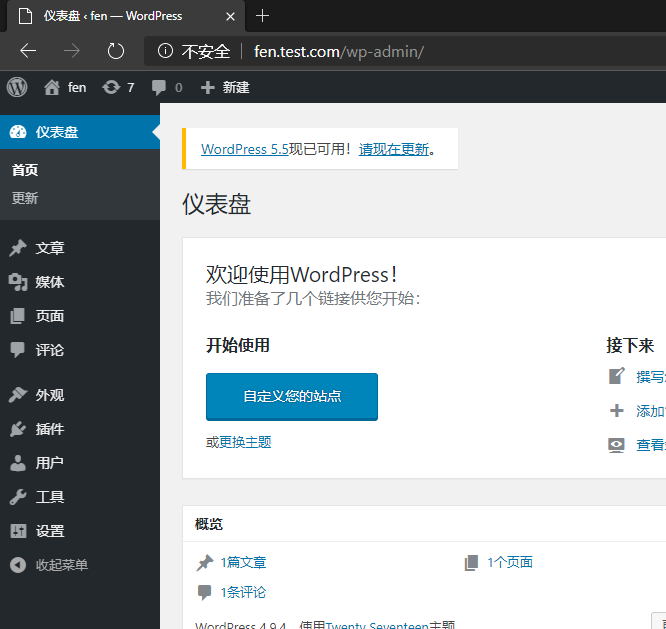 仪表盘 ‹ fen — WordPress
不安全 fen.test.com/wp-admin/
fen 7 0 新建
仪表盘
首页
更新
文章
媒体
页面
评论
外观
插件
用户
工具
设置
收起菜单
WordPress 5.5现已可用！请现在更新。
仪表盘
欢迎使用WordPress！
我们准备了几个链接供您开始：
开始使用
自定义您的站点
或更换主题
接下来
撰写
添加
查看
概览
1篇文章 1个页面
1条评论
WordPress 4.9.4，使用Twenty Seventeen主题